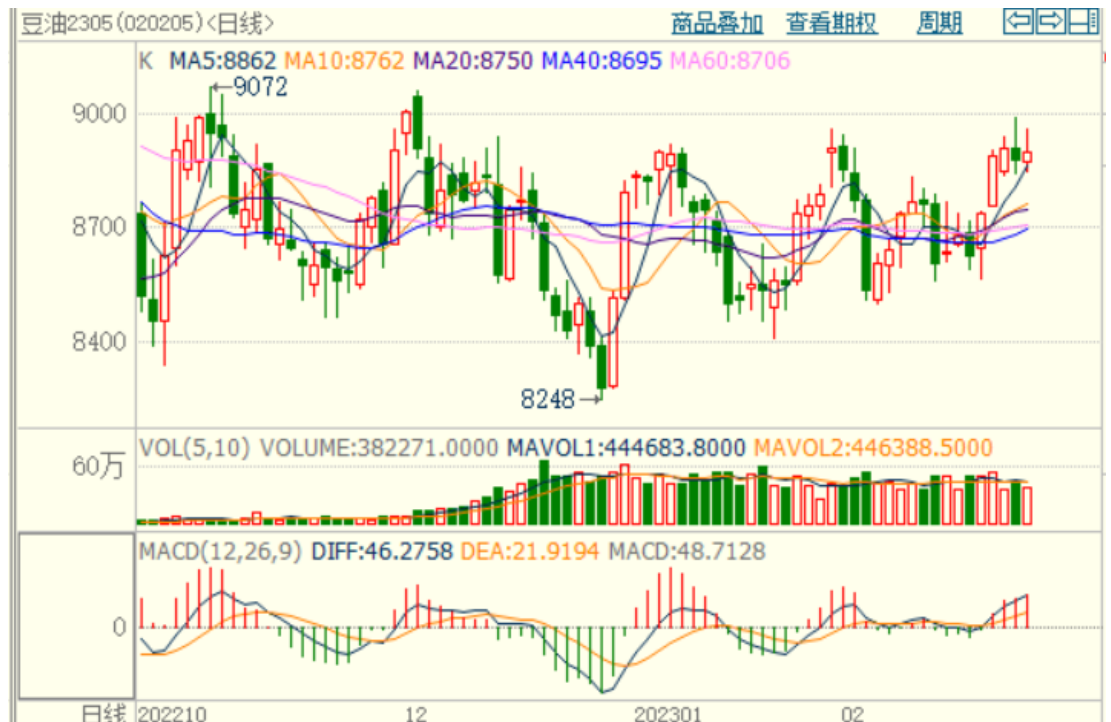 豆油2305(020205)<日线> 商品叠加 查看期权 周期
K MA5:8862 MA10:8762 MA20:8750 MA40:8695 MA60:8706
9072
9000
8700
8400
8248
VOL(5,10) VOLUME:382271.0000 MAVOL1:444683.8000 MAVOL2:446388.5000
60万
MACD(12,26,9) DIFF:46.2758 DEA:21.9194 MACD:48.7128
0
日线 202210 12 202301 02